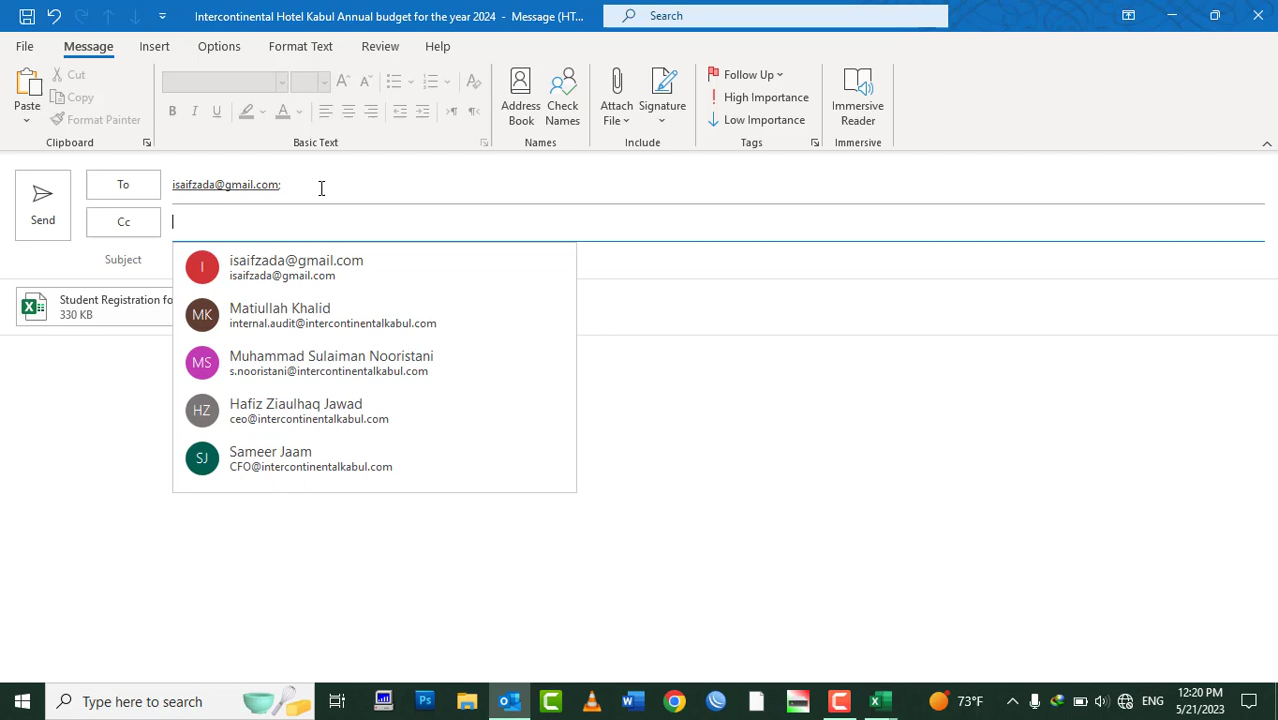 Intercontinental Hotel Kabul Annual budget for the year 2024 - Message (HT...
Search
File
Message
Insert
Options
Format Text
Review
Help
Paste
Cut
Copy
Format Painter
Clipboard
B I U
Basic Text
Address Book
Check Names
Names
Attach File
Signature
Include
Follow Up
High Importance
Low Importance
Tags
Immersive Reader
Immersive
Send
To
isaifzada@gmail.com;
Cc
Subject
I
isaifzada@gmail.com
isaifzada@gmail.com
MK
Matiullah Khalid
internal.audit@intercontinentalkabul.com
MS
Muhammad Sulaiman Nooristani
s.nooristani@intercontinentalkabul.com
HZ
Hafiz Ziaulhaq Jawad
ceo@intercontinentalkabul.com
SJ
Sameer Jaam
CFO@intercontinentalkabul.com
Student Registration fo
330 KB
Type here to search
Ps
73°F
ENG
12:20 PM
5/21/2023